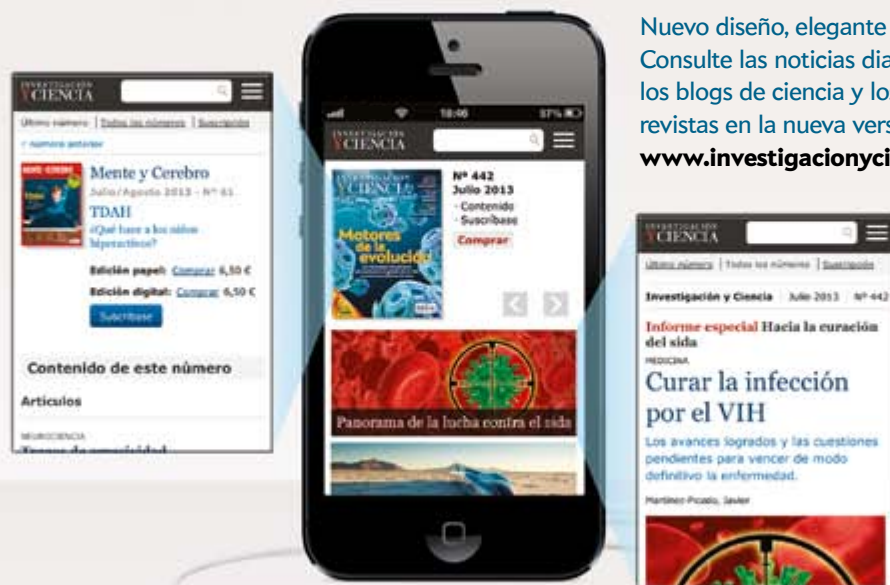 Nuevo diseño, elegante
Consulte las noticias dia
los blogs de ciencia y lo
revistas en la nueva vers
www.investigacionyci
INVESTIGACIÓN
Y CIENCIA
Último número | Todos los números | Suscripción
< número anterior
Mente y Cerebro
Julio/Agosto 2013 - Nº 61
TDAH
¿Qué hace a los niños
hiperactivos?
Edición papel: Comprar 6,50 €
Edición digital: Comprar 6,50 €
Suscríbase
Contenido de este número
Artículos
NEUROCIENCIA
18:46
87%
INVESTIGACIÓN
Y CIENCIA
INVESTIGACIÓN
Y CIENCIA
Motores
de la
evolución
Nº 442
Julio 2013
· Contenido
· Suscríbase
Comprar
Panorama de la lucha contra el sida
INVESTIGACIÓN
Y CIENCIA
Último número | Todos los números | Suscripción
Investigación y Ciencia Julio 2013 Nº 442
Informe especial Hacia la curación
del sida
MEDICINA
Curar la infección
por el VIH
Los avances logrados y las cuestiones
pendientes para vencer de modo
definitivo la enfermedad.
Martínez-Picado, Javier